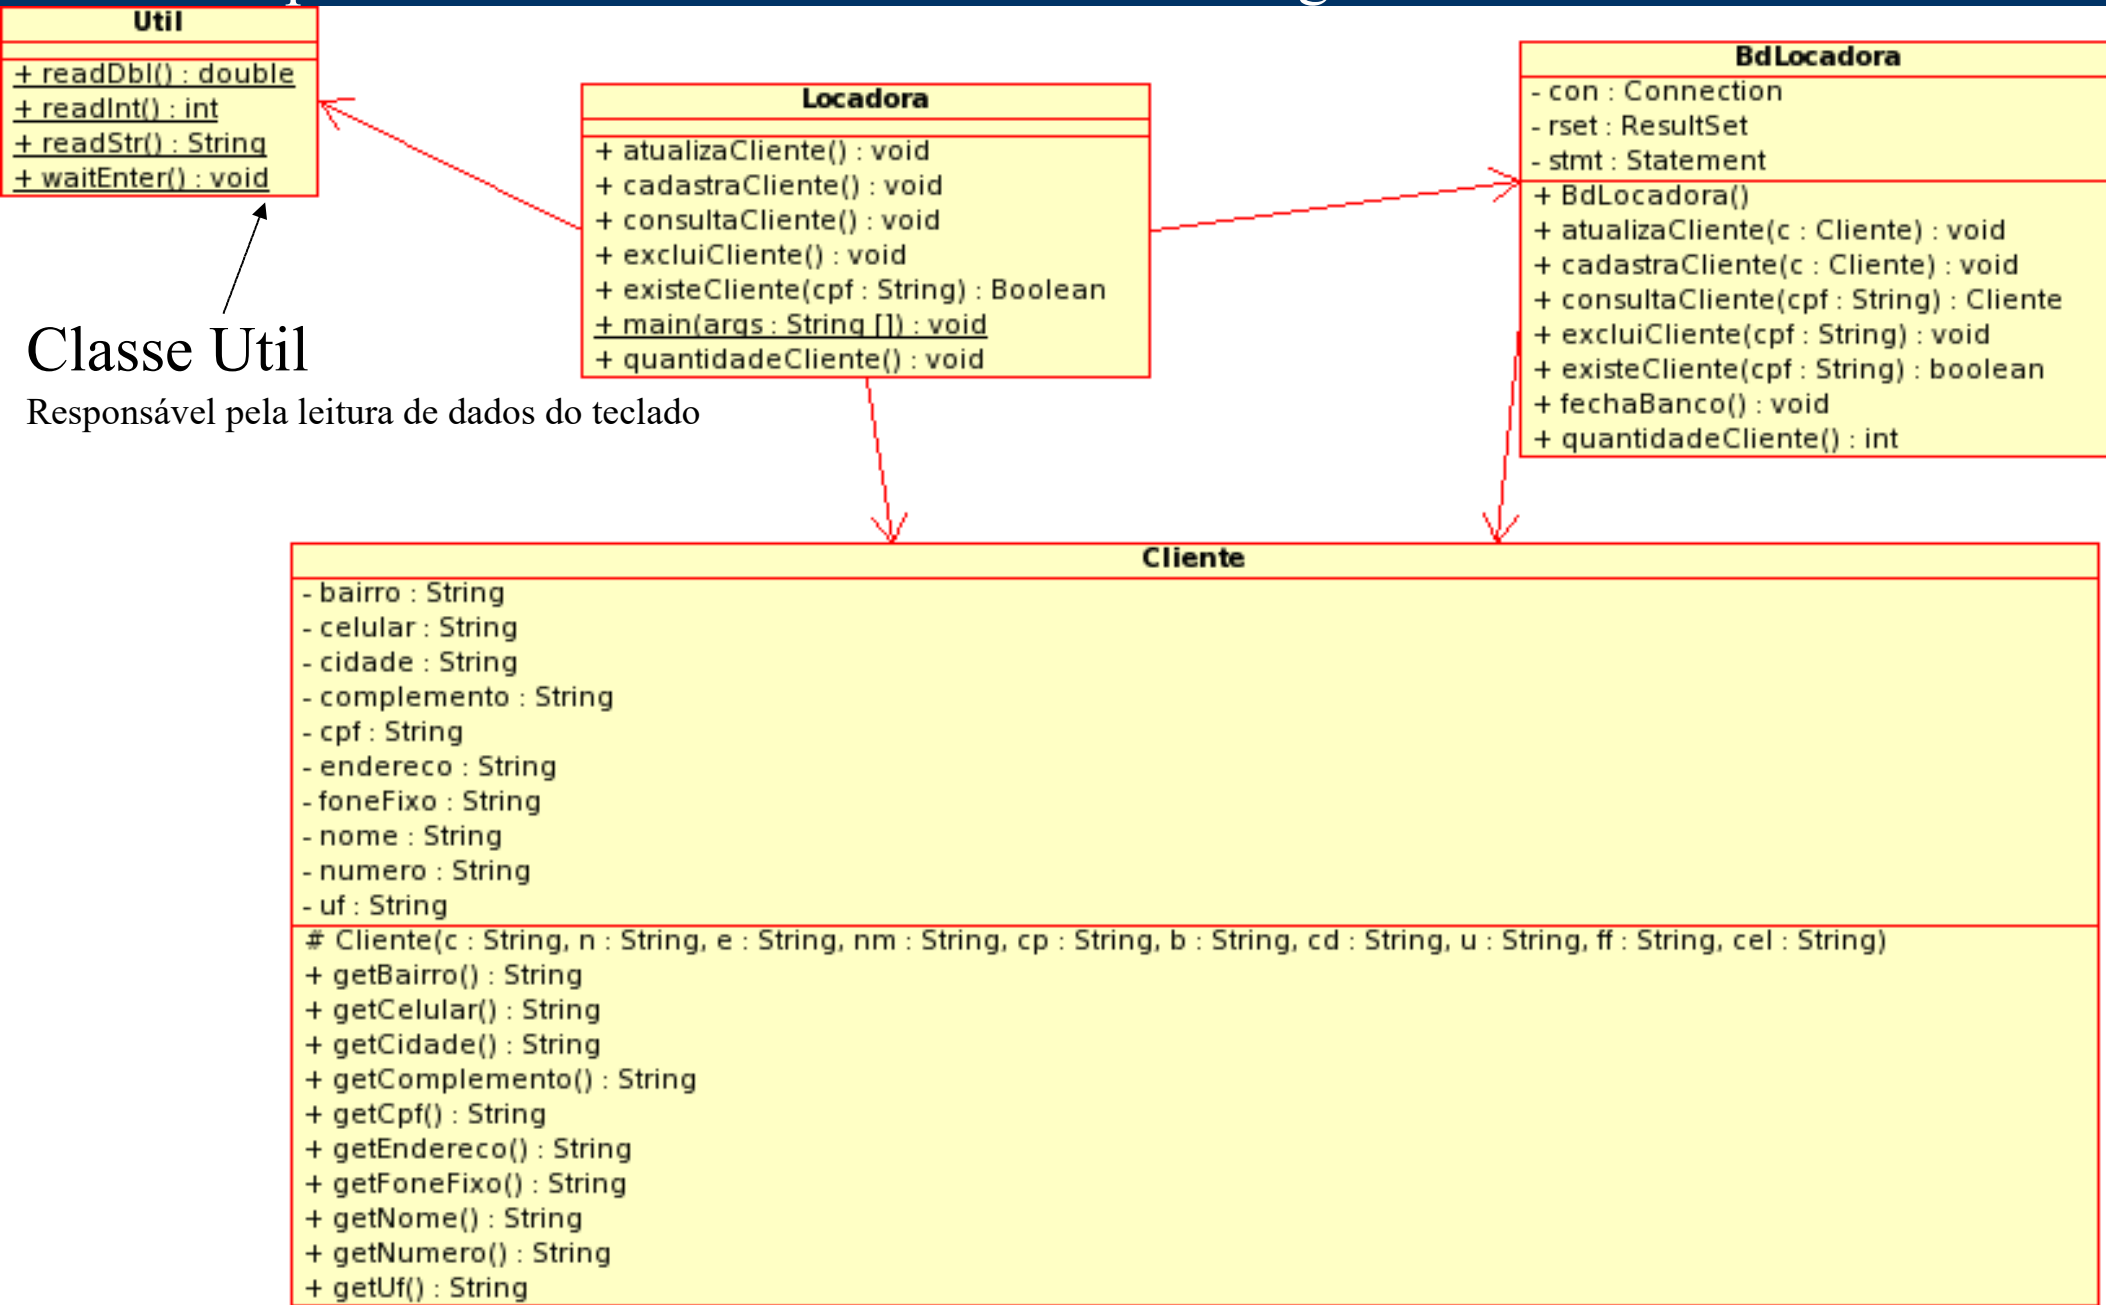 Util
+ readDbl() : double
+ readInt() : int
+ readStr() : String
+ waitEnter() : void
Locadora
+ atualizaCliente() : void
+ cadastraCliente() : void
+ consultaCliente() : void
+ excluiCliente() : void
+ existeCliente(cpf : String) : Boolean
+ main(args : String []) : void
+ quantidadeCliente() : void
BdLocadora
- con : Connection
- rset : ResultSet
- stmt : Statement
+ BdLocadora()
+ atualizaCliente(c : Cliente) : void
+ cadastraCliente(c : Cliente) : void
+ consultaCliente(cpf : String) : Cliente
+ excluiCliente(cpf : String) : void
+ existeCliente(cpf : String) : boolean
+ fechaBanco() : void
+ quantidadeCliente() : int
Classe Util
Responsável pela leitura de dados do teclado
Cliente
- bairro : String
- celular : String
- cidade : String
- complemento : String
- cpf : String
- endereco : String
- foneFixo : String
- nome : String
- numero : String
- uf : String
# Cliente(c : String, n : String, e : String, nm : String, cp : String, b : String, cd : String, u : String, ff : String, cel : String)
+ getBairro() : String
+ getCelular() : String
+ getCidade() : String
+ getComplemento() : String
+ getCpf() : String
+ getEndereco() : String
+ getFoneFixo() : String
+ getNome() : String
+ getNumero() : String
+ getUf() : String